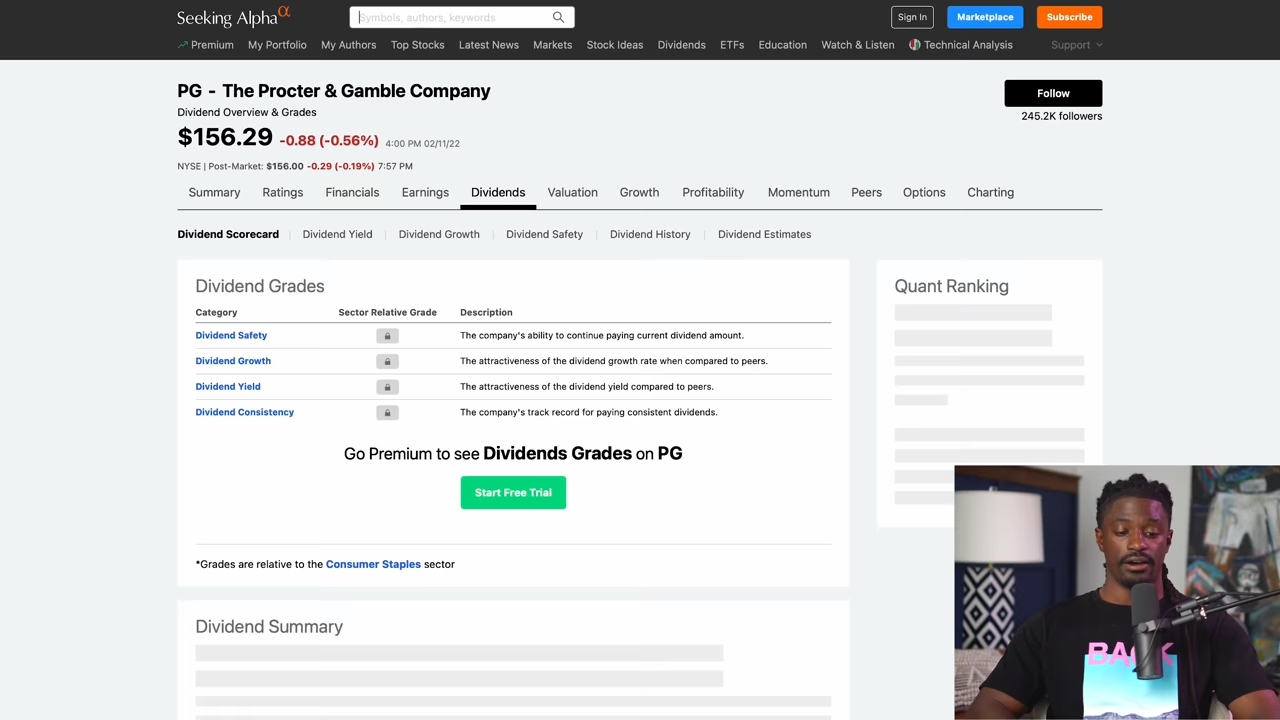 Seeking Alpha α
Symbols, authors, keywords
Sign In
Marketplace
Subscribe
Premium My Portfolio My Authors Top Stocks Latest News Markets Stock Ideas Dividends ETFs Education Watch & Listen Technical Analysis Support
PG - The Procter & Gamble Company
Follow
Dividend Overview & Grades
245.2K followers
$156.29 -0.88 (-0.56%) 4:00 PM 02/11/22
NYSE | Post-Market: $156.00 -0.29 (-0.19%) 7:57 PM
Summary Ratings Financials Earnings Dividends Valuation Growth Profitability Momentum Peers Options Charting
Dividend Scorecard | Dividend Yield | Dividend Growth | Dividend Safety | Dividend History | Dividend Estimates
Dividend Grades
Category Sector Relative Grade Description
Dividend Safety The company's ability to continue paying current dividend amount.
Dividend Growth The attractiveness of the dividend growth rate when compared to peers.
Dividend Yield The attractiveness of the dividend yield compared to peers.
Dividend Consistency The company's track record for paying consistent dividends.
Go Premium to see Dividends Grades on PG
Start Free Trial
*Grades are relative to the Consumer Staples sector
Dividend Summary
Quant Ranking